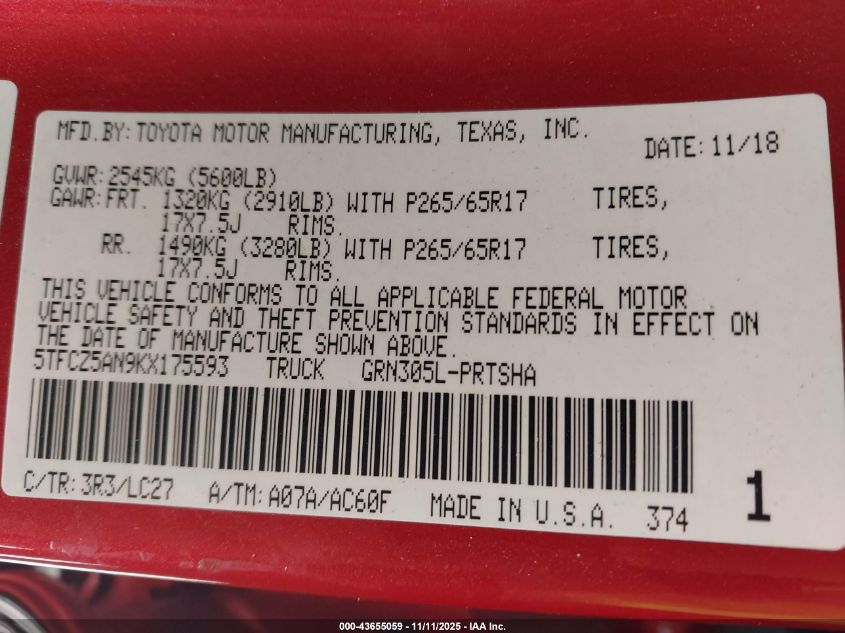 MFD.BY: TOYOTA MOTOR MANUFACTURING, TEXAS, INC.
DATE: 11/18
GVWR: 2545KG (5600LB)
GAWR: FRT. 1320KG (2910LB) WITH P265/65R17 TIRES,
17X7.5J RIMS.
RR. 1490KG (3280LB) WITH P265/65R17 TIRES,
17X7.5J RIMS.
THIS VEHICLE CONFORMS TO ALL APPLICABLE FEDERAL MOTOR
VEHICLE SAFETY AND THEFT PREVENTION STANDARDS IN EFFECT ON
THE DATE OF MANUFACTURE SHOWN ABOVE.
5TFCZ5AN9KX175593 TRUCK GRN305L-PRTSHA
C/TR: 3R3/LC27 A/TM: A07A/AC60F MADE IN U.S.A. 374
1
000-43655059 - 11/11/2025 - IAA Inc.